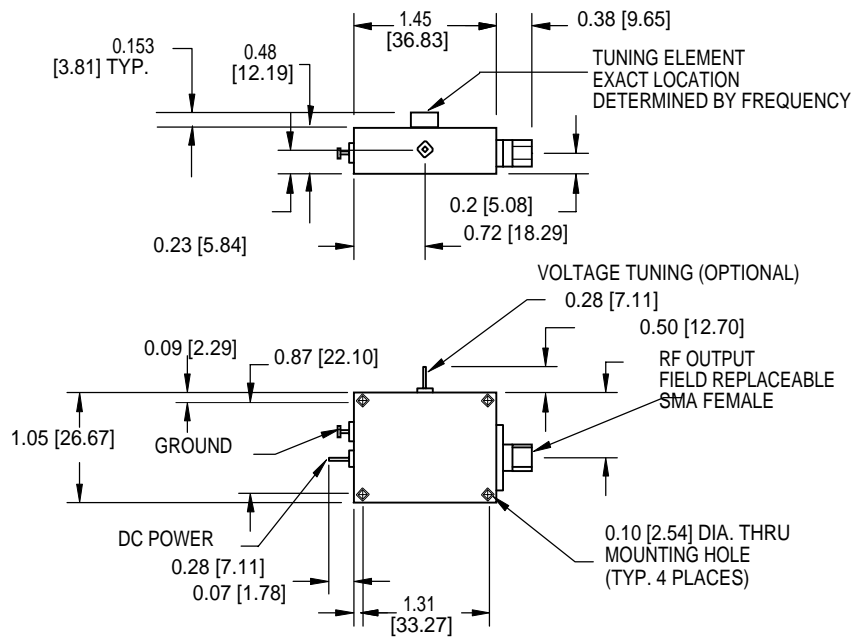 1.45
[36.83]
0.38 [9.65]
0.153
[3.81] TYP.
0.48
[12.19]
TUNING ELEMENT
EXACT LOCATION
DETERMINED BY FREQUENCY
0.2 [5.08]
0.23 [5.84]
0.72 [18.29]
VOLTAGE TUNING (OPTIONAL)
0.28 [7.11]
0.50 [12.70]
0.09 [2.29]
0.87 [22.10]
RF OUTPUT
FIELD REPLACEABLE
SMA FEMALE
1.05 [26.67]
GROUND
DC POWER
0.28 [7.11]
0.07 [1.78]
1.31
[33.27]
0.10 [2.54] DIA. THRU
MOUNTING HOLE
(TYP. 4 PLACES)